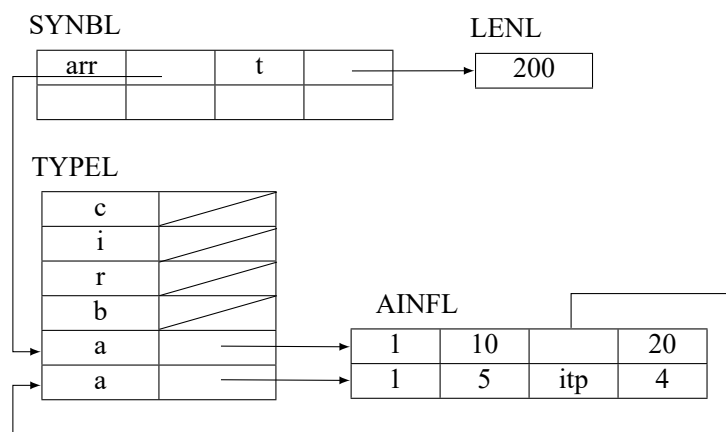 SYNBL
LENL
arr t
200
TYPEL
c
i
r
b
AINFL
a
1 10 20
a
1 5 itp 4